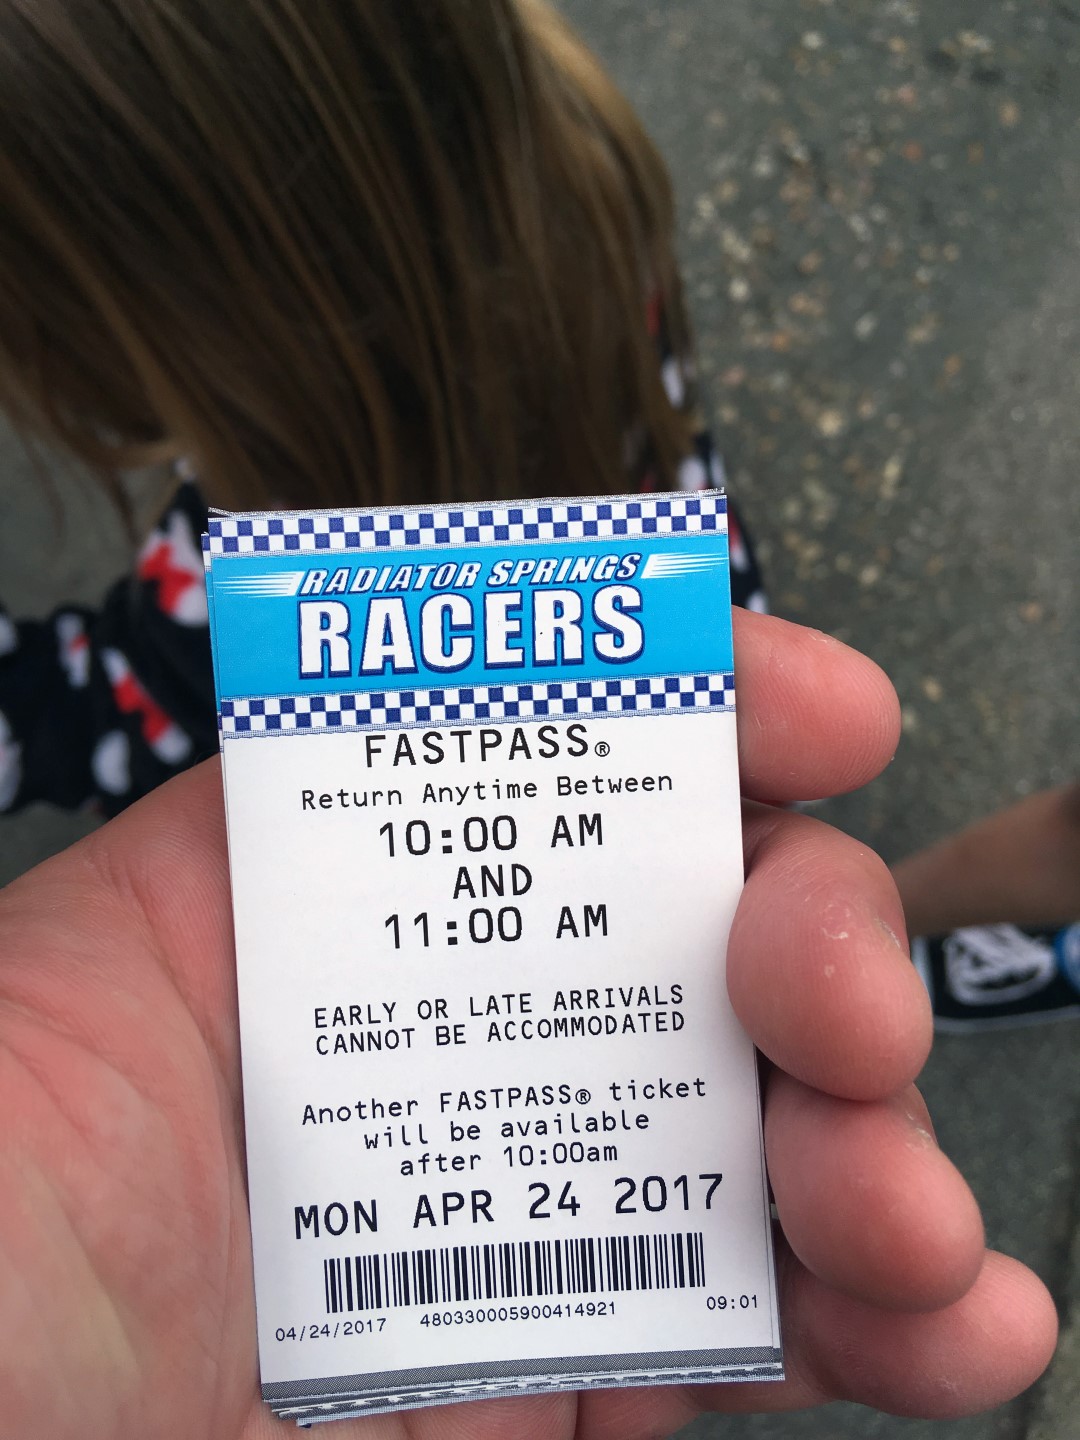 RADIATOR SPRINGS
RACERS
FASTPASS®
Return Anytime Between
10:00 AM
AND
11:00 AM
EARLY OR LATE ARRIVALS
CANNOT BE ACCOMMODATED
Another FASTPASS® ticket
will be available
after 10:00am
MON APR 24 2017
04/24/2017 480330005900414921 09:01